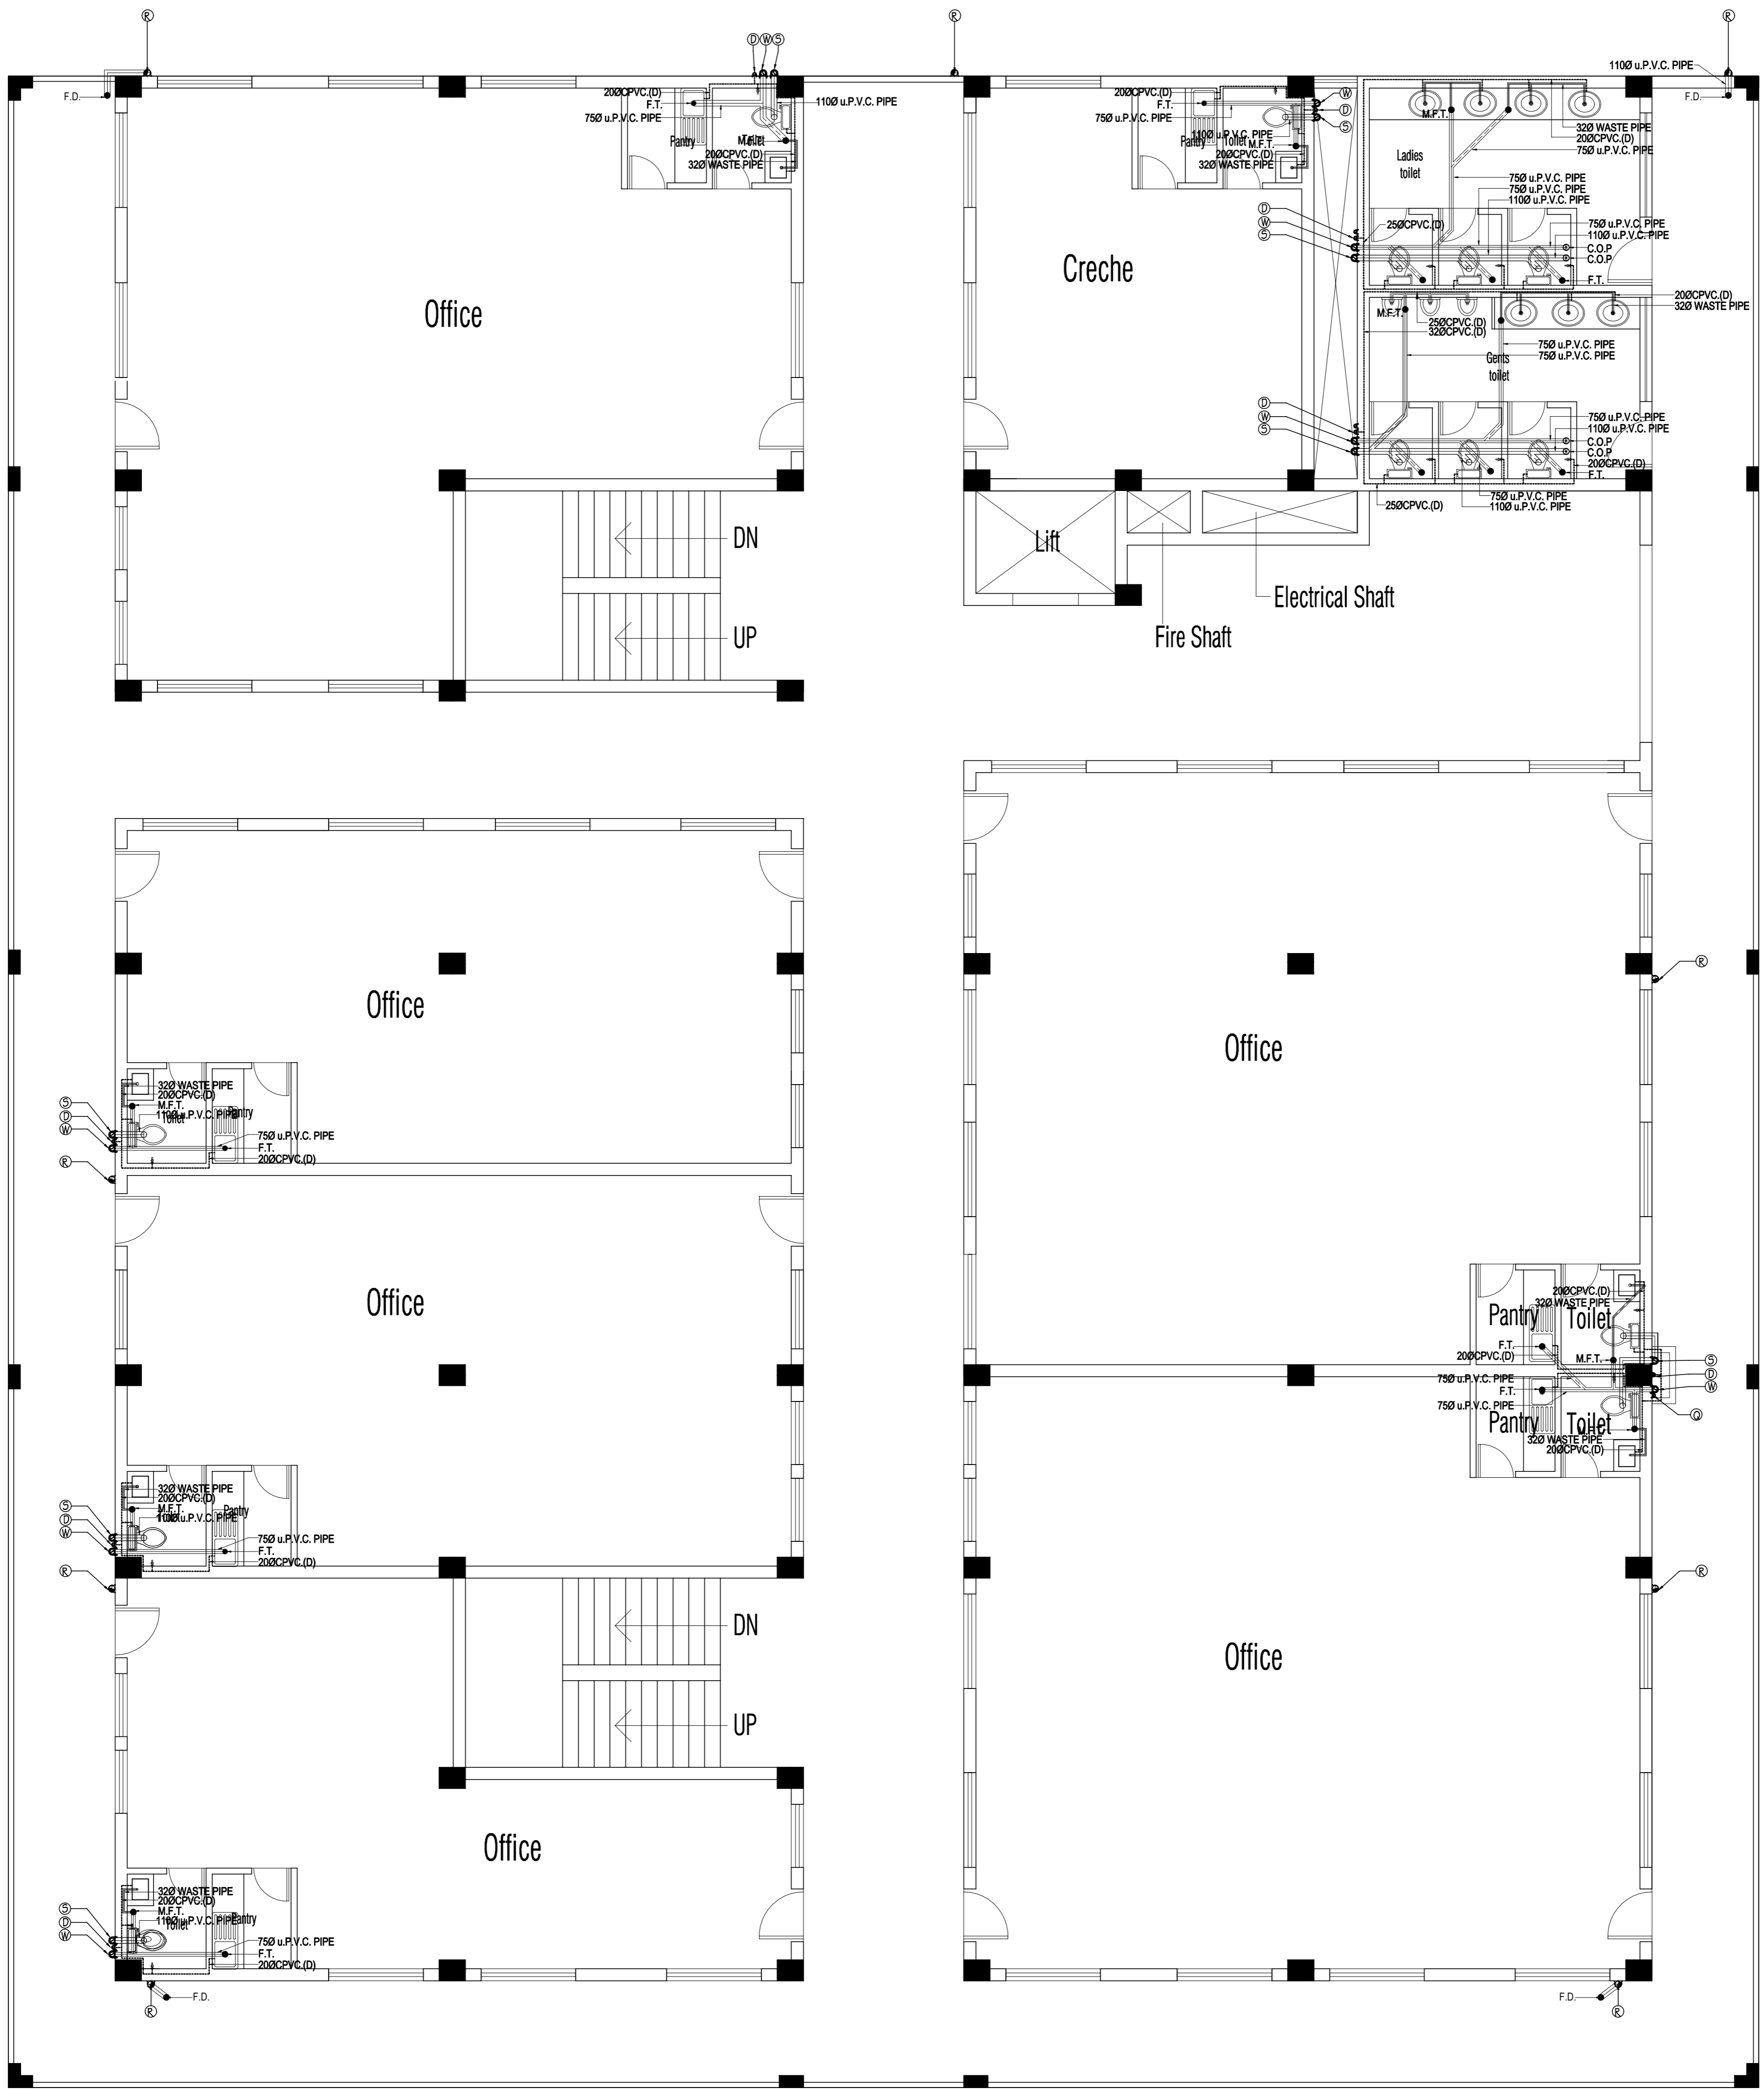 R
R
R
D W S
110Ø u.P.V.C. PIPE
F.D.
F.D.
20ØCPVC.(D)
F.T.
75Ø u.P.V.C. PIPE
110Ø u.P.V.C. PIPE
Pantry
Toilet
M.F.T.
20ØCPVC.(D)
32Ø WASTE PIPE
20ØCPVC.(D)
F.T.
75Ø u.P.V.C. PIPE
W
D
S
110Ø u.P.V.C. PIPE
Pantry
Toilet
M.F.T.
20ØCPVC.(D)
32Ø WASTE PIPE
M.F.T.
32Ø WASTE PIPE
20ØCPVC.(D)
75Ø u.P.V.C. PIPE
Ladies
toilet
75Ø u.P.V.C. PIPE
75Ø u.P.V.C. PIPE
110Ø u.P.V.C. PIPE
D
W
S
25ØCPVC.(D)
75Ø u.P.V.C. PIPE
110Ø u.P.V.C. PIPE
C.O.P
C.O.P
F.T.
Office
Creche
20ØCPVC.(D)
32Ø WASTE PIPE
M.F.T.
25ØCPVC.(D)
32ØCPVC.(D)
75Ø u.P.V.C. PIPE
75Ø u.P.V.C. PIPE
Gents
toilet
D
W
S
75Ø u.P.V.C. PIPE
110Ø u.P.V.C. PIPE
C.O.P
C.O.P
20ØCPVC.(D)
F.T.
75Ø u.P.V.C. PIPE
110Ø u.P.V.C. PIPE
25ØCPVC.(D)
DN
UP
Lift
Electrical Shaft
Fire Shaft
R
Office
Office
32Ø WASTE PIPE
20ØCPVC.(D)
M.F.T.
110Ø u.P.V.C. PIPE
Toilet
Pantry
S
D
W
75Ø u.P.V.C. PIPE
F.T.
20ØCPVC.(D)
R
Office
20ØCPVC.(D)
32Ø WASTE PIPE
Pantry
Toilet
F.T.
20ØCPVC.(D)
M.F.T.
S
D
W
Q
75Ø u.P.V.C. PIPE
F.T.
75Ø u.P.V.C. PIPE
Pantry
Toilet
32Ø WASTE PIPE
20ØCPVC.(D)
32Ø WASTE PIPE
20ØCPVC.(D)
M.F.T.
110Ø u.P.V.C. PIPE
Pantry
S
D
W
75Ø u.P.V.C. PIPE
F.T.
20ØCPVC.(D)
R
R
DN
UP
Office
Office
32Ø WASTE PIPE
20ØCPVC.(D)
M.F.T.
110Ø u.P.V.C. PIPE
Toilet
Pantry
S
D
W
75Ø u.P.V.C. PIPE
F.T.
20ØCPVC.(D)
F.D.
R
F.D.
R